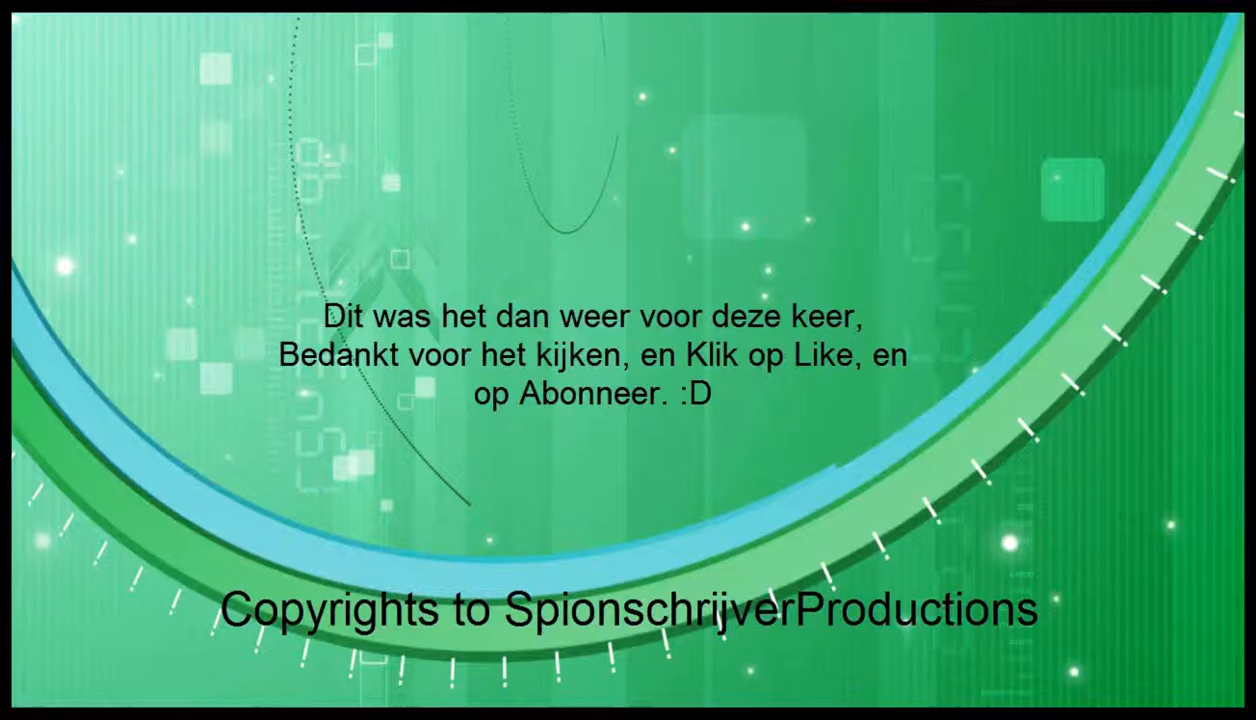 Dit was het dan weer voor deze keer,
Bedankt voor het kijken, en Klik op Like, en
op Abonneer. :D
Copyrights to SpionschrijverProductions